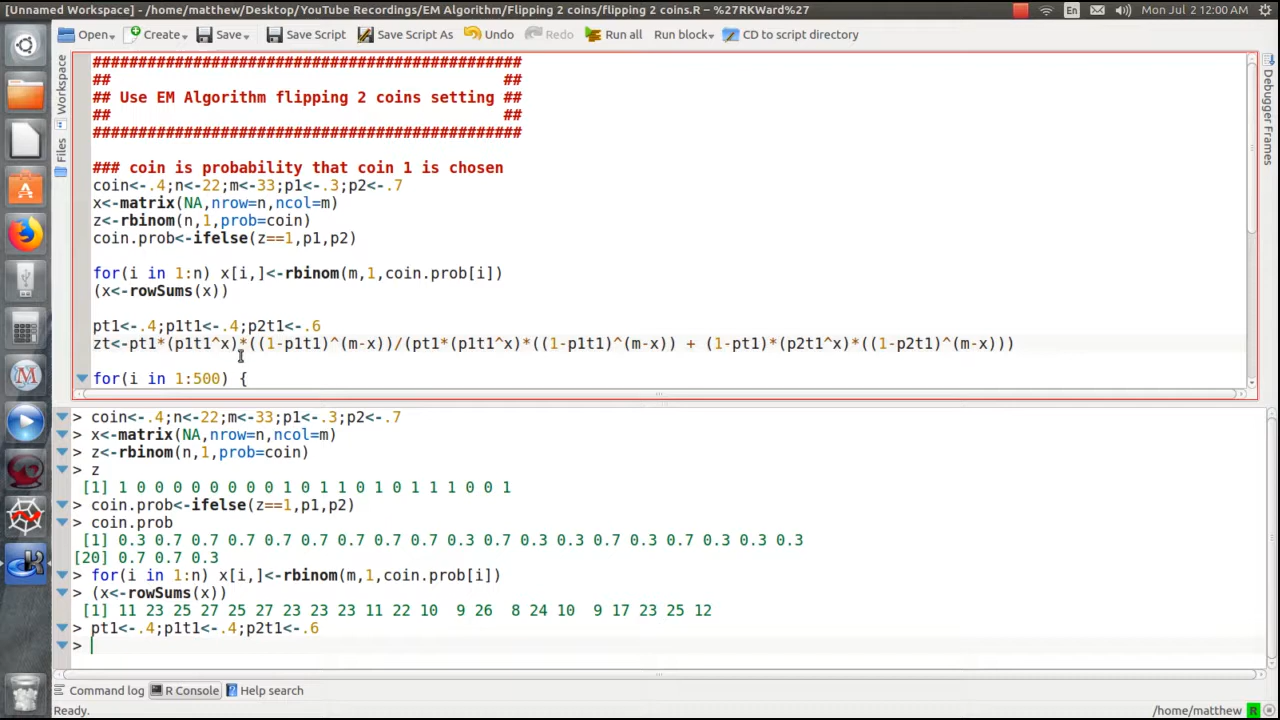 [Unnamed Workspace] - /home/matthew/Desktop/YouTube Recordings/EM Algorithm/Flipping 2 coins/flipping 2 coins.R – %27RKWard%27
En Mon Jul 2 12:00 AM
Open Create Save Save Script Save Script As Undo Redo Run all Run block CD to script directory
Workspace
Files
Debugger Frames
###############################################
## ##
## Use EM Algorithm flipping 2 coins setting ##
## ##
###############################################
### coin is probability that coin 1 is chosen
coin<-.4;n<-22;m<-33;p1<-.3;p2<-.7
x<-matrix(NA,nrow=n,ncol=m)
z<-rbinom(n,1,prob=coin)
coin.prob<-ifelse(z==1,p1,p2)
for(i in 1:n) x[i,]<-rbinom(m,1,coin.prob[i])
(x<-rowSums(x))
pt1<-.4;p1t1<-.4;p2t1<-.6
zt<-pt1*(p1t1^x)*((1-p1t1)^(m-x))/(pt1*(p1t1^x)*((1-p1t1)^(m-x)) + (1-pt1)*(p2t1^x)*((1-p2t1)^(m-x)))
for(i in 1:500) {
> coin<-.4;n<-22;m<-33;p1<-.3;p2<-.7
> x<-matrix(NA,nrow=n,ncol=m)
> z<-rbinom(n,1,prob=coin)
> z
[1] 1 0 0 0 0 0 0 0 0 1 0 1 1 0 1 0 1 1 1 0 0 1
> coin.prob<-ifelse(z==1,p1,p2)
> coin.prob
[1] 0.3 0.7 0.7 0.7 0.7 0.7 0.7 0.7 0.7 0.3 0.7 0.3 0.3 0.7 0.3 0.7 0.3 0.3 0.3
[20] 0.7 0.7 0.3
> for(i in 1:n) x[i,]<-rbinom(m,1,coin.prob[i])
> (x<-rowSums(x))
[1] 11 23 25 27 25 27 23 23 23 11 22 10 9 26 8 24 10 9 17 23 25 12
> pt1<-.4;p1t1<-.4;p2t1<-.6
>
Command log R Console Help search
Ready. /home/matthew R